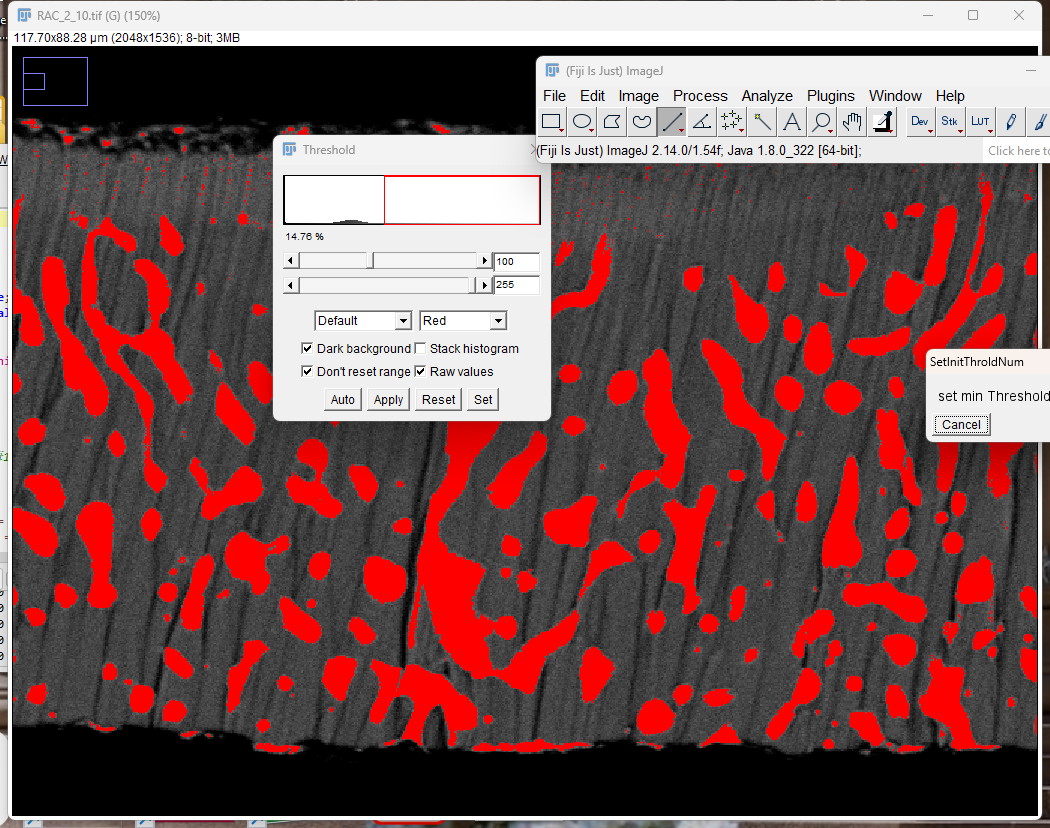 RAC_2_10.tif (G) (150%)
117.70x88.28 µm (2048x1536); 8-bit; 3MB
(Fiji Is Just) ImageJ
File Edit Image Process Analyze Plugins Window Help
Dev Stk LUT
(Fiji Is Just) ImageJ 2.14.0/1.54f; Java 1.8.0_322 [64-bit];
Click here to
Threshold
14.76 %
100
255
Default Red
Dark background Stack histogram
Don't reset range Raw values
Auto Apply Reset Set
SetInitThroldNum
set min Threshold
Cancel